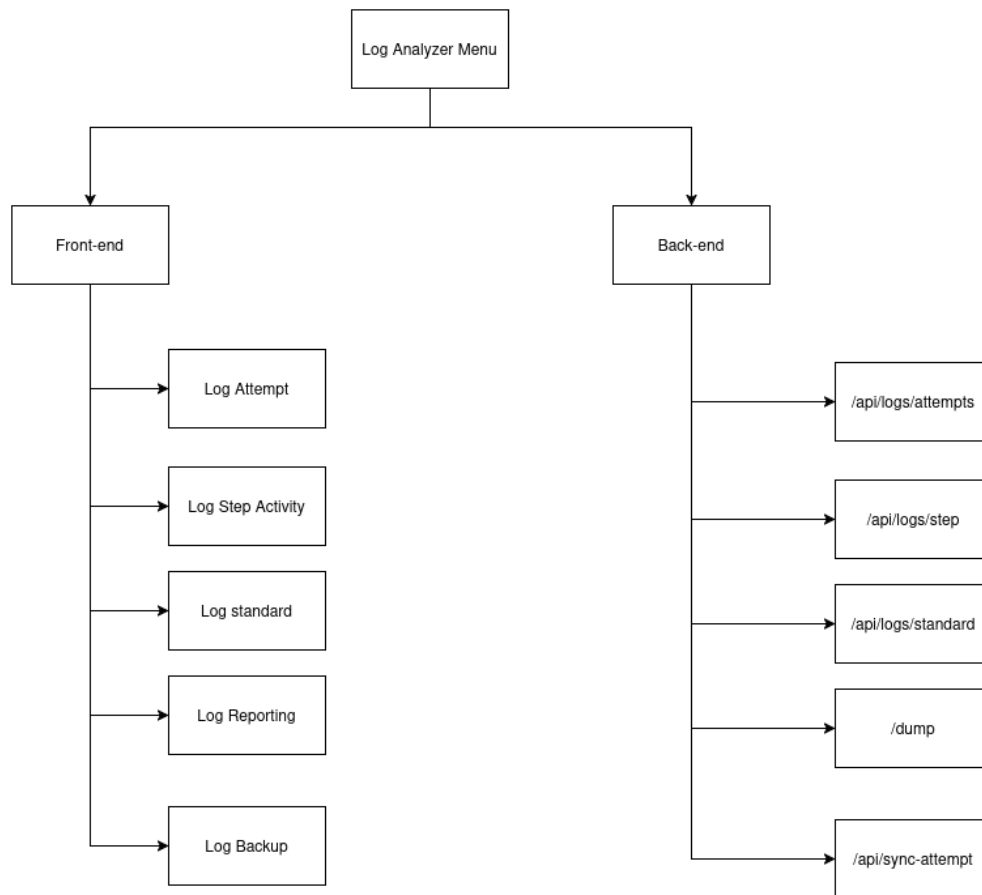 Log Analyzer Menu
Front-end
Back-end
Log Attempt
/api/logs/attempts
Log Step Activity
/api/logs/step
Log standard
/api/logs/standard
Log Reporting
/dump
Log Backup
/api/sync-attempt